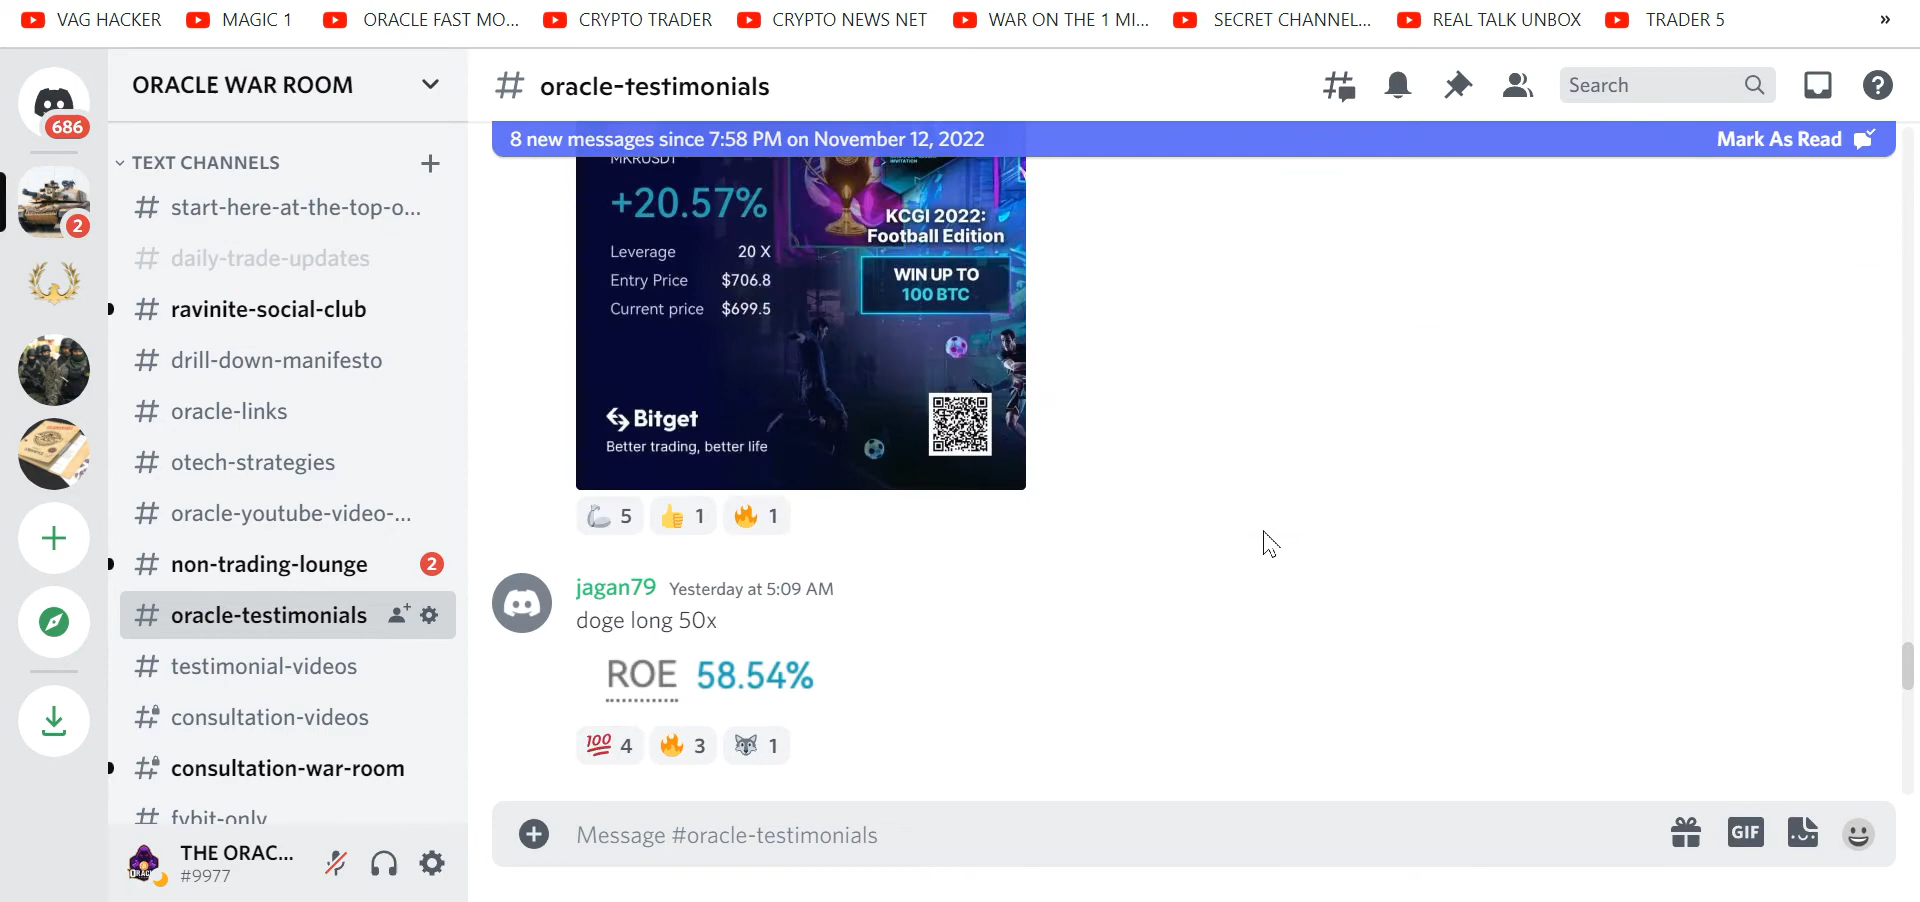 VAG HACKER MAGIC 1 ORACLE FAST MO... CRYPTO TRADER CRYPTO NEWS NET WAR ON THE 1 MI... SECRET CHANNEL... REAL TALK UNBOX TRADER 5 »
686
2
ORACLE WAR ROOM
TEXT CHANNELS
# start-here-at-the-top-o...
# daily-trade-updates
# ravinite-social-club
# drill-down-manifesto
# oracle-links
# otech-strategies
# oracle-youtube-video-...
# non-trading-lounge 2
# oracle-testimonials
# testimonial-videos
# consultation-videos
# consultation-war-room
# fybit-only
THE ORAC...
#9977
# oracle-testimonials
Search
8 new messages since 7:58 PM on November 12, 2022 Mark As Read
MKRUSDT
+20.57%
Leverage 20 X
Entry Price $706.8
Current price $699.5
KCGI 2022:
Football Edition
WIN UP TO
100 BTC
Bitget
Better trading, better life
5 1 1
jagan79 Yesterday at 5:09 AM
doge long 50x
ROE 58.54%
100 4 3 1
Message #oracle-testimonials
GIF